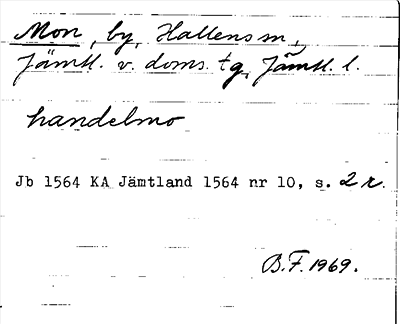 Mon, by, Hallens sn,
Jämtl. v. doms. tg, Jämtl. l.
handelmo
Jb 1564 KA Jämtland 1564 nr 10, s. 2 r.
B.F. 1969.